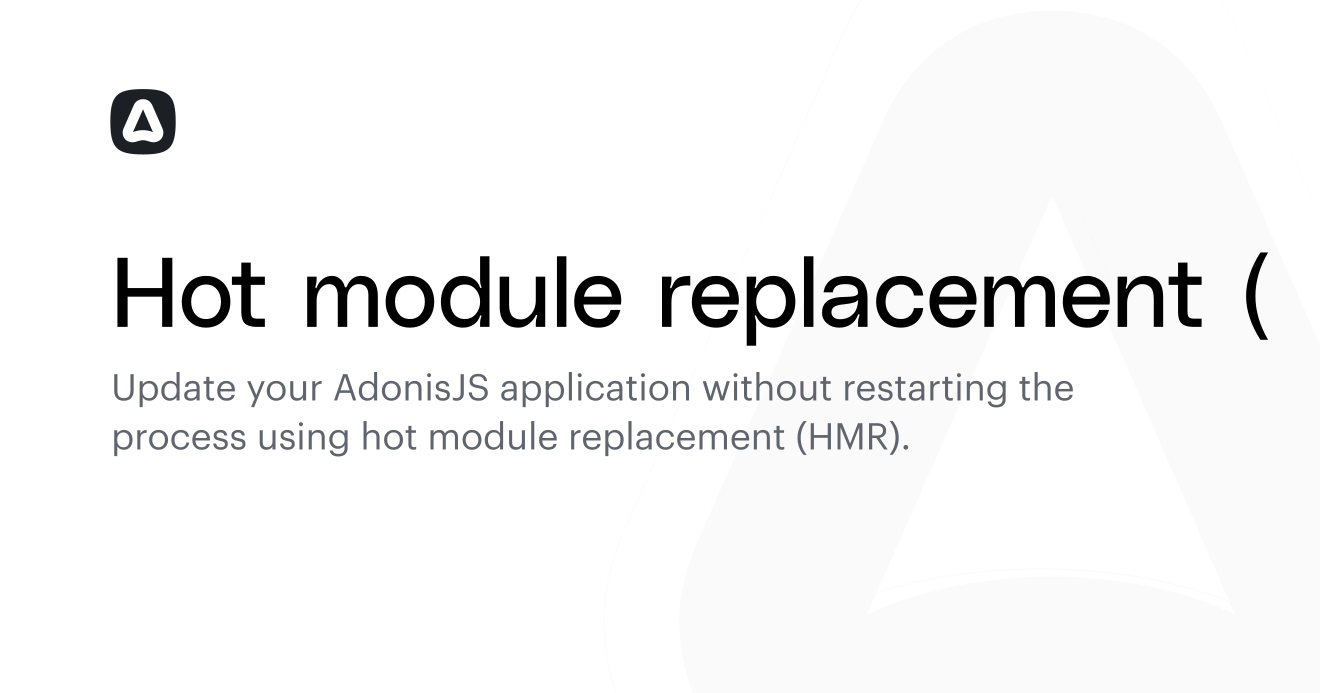 Hot module replacement (
Update your AdonisJS application without restarting the
process using hot module replacement (HMR).